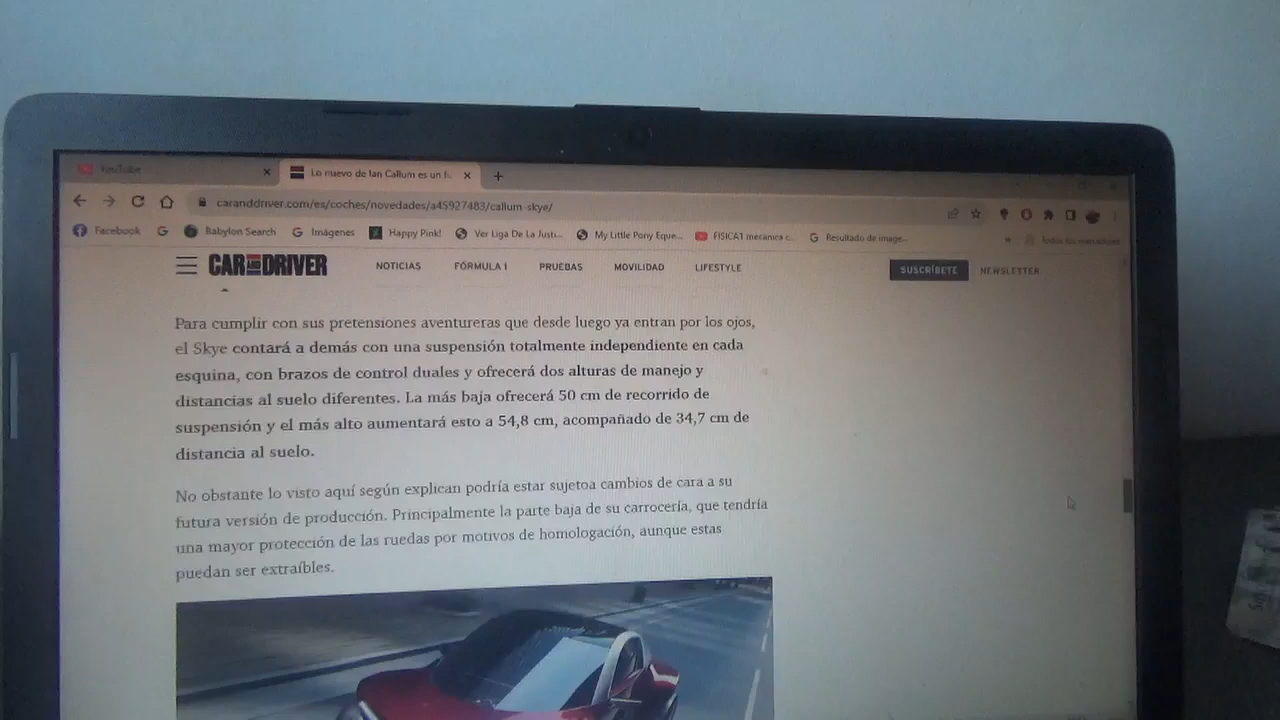 YouTube
Lo nuevo de Ian Callum es un fu
caranddriver.com/es/coches/novedades/a45927483/callum-skye/
Facebook
Babylon Search
Imágenes
Happy Pink!
Ver Liga De La Justi...
My Little Pony Eque...
FISICA1 mecanica c...
Resultado de image...
Todos los marcadores
CAR AND DRIVER
NOTICIAS
FÓRMULA 1
PRUEBAS
MOVILIDAD
LIFESTYLE
SUSCRÍBETE
NEWSLETTER
Para cumplir con sus pretensiones aventureras que desde luego ya entran por los ojos,
el Skye contará a demás con una suspensión totalmente independiente en cada
esquina, con brazos de control duales y ofrecerá dos alturas de manejo y
distancias al suelo diferentes. La más baja ofrecerá 50 cm de recorrido de
suspensión y el más alto aumentará esto a 54,8 cm, acompañado de 34,7 cm de
distancia al suelo.
No obstante lo visto aquí según explican podría estar sujetoa cambios de cara a su
futura versión de producción. Principalmente la parte baja de su carrocería, que tendría
una mayor protección de las ruedas por motivos de homologación, aunque estas
puedan ser extraíbles.